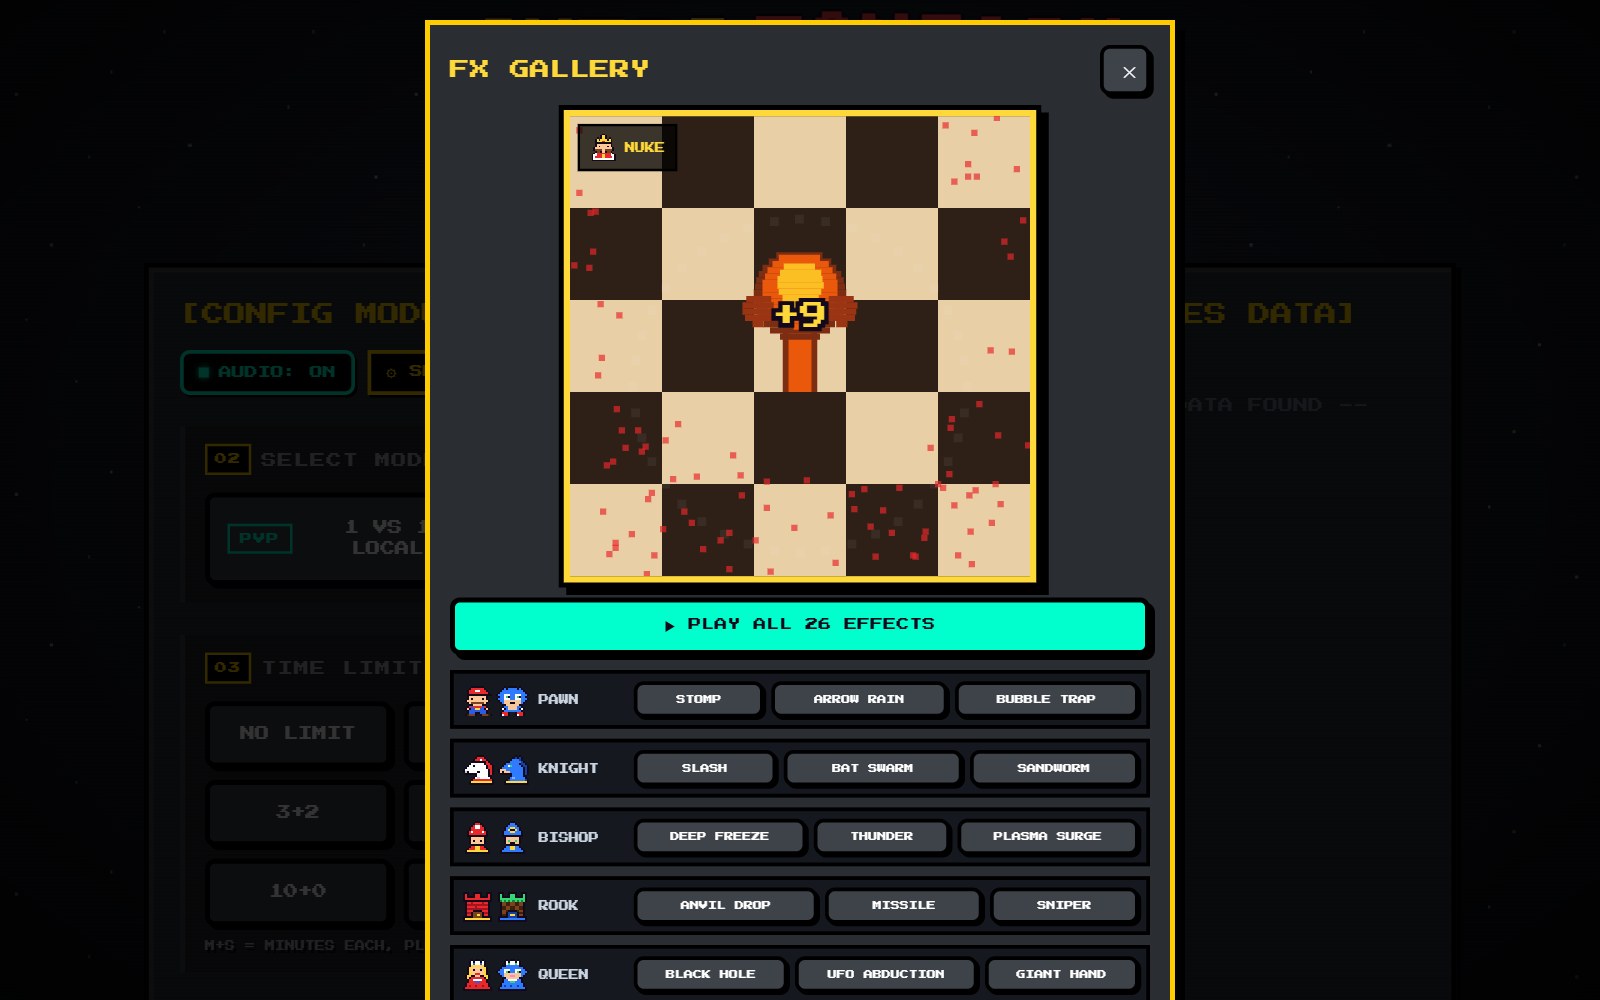 FX GALLERY
×
NUKE
+9
▶ PLAY ALL 26 EFFECTS
PAWN STOMP ARROW RAIN BUBBLE TRAP
KNIGHT SLASH BAT SWARM SANDWORM
BISHOP DEEP FREEZE THUNDER PLASMA SURGE
ROOK ANVIL DROP MISSILE SNIPER
QUEEN BLACK HOLE UFO ABDUCTION GIANT HAND
[CONFIG MOD
AUDIO: ON
02 SELECT MOD
PVP
1 VS 1
LOCAL
03 TIME LIMIT
NO LIMIT
3+2
10+0
M+S = MINUTES EACH, PL
ES DATA]
DATA FOUND --